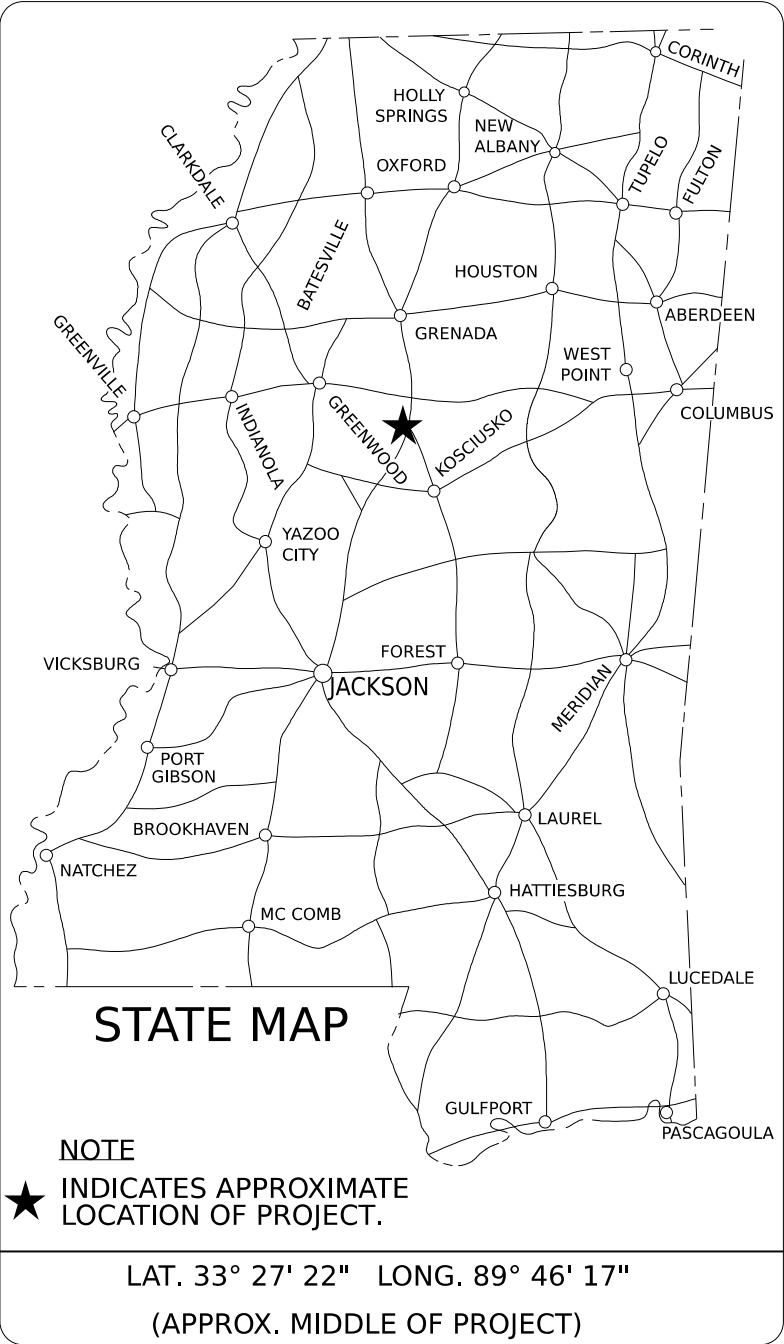 CORINTH
HOLLY
SPRINGS
NEW
ALBANY
CLARKDALE
OXFORD
TUPELO
FULTON
BATESVILLE
HOUSTON
ABERDEEN
GREENVILLE
GRENADA
WEST
POINT
COLUMBUS
INDIANOLA
GREENWOOD
KOSCIUSKO
YAZOO
CITY
VICKSBURG
FOREST
JACKSON
MERIDIAN
PORT
GIBSON
BROOKHAVEN
LAUREL
NATCHEZ
HATTIESBURG
MC COMB
LUCEDALE
STATE MAP
GULFPORT
PASCAGOULA
NOTE
INDICATES APPROXIMATE
LOCATION OF PROJECT.
LAT. 33° 27' 22" LONG. 89° 46' 17"
(APPROX. MIDDLE OF PROJECT)